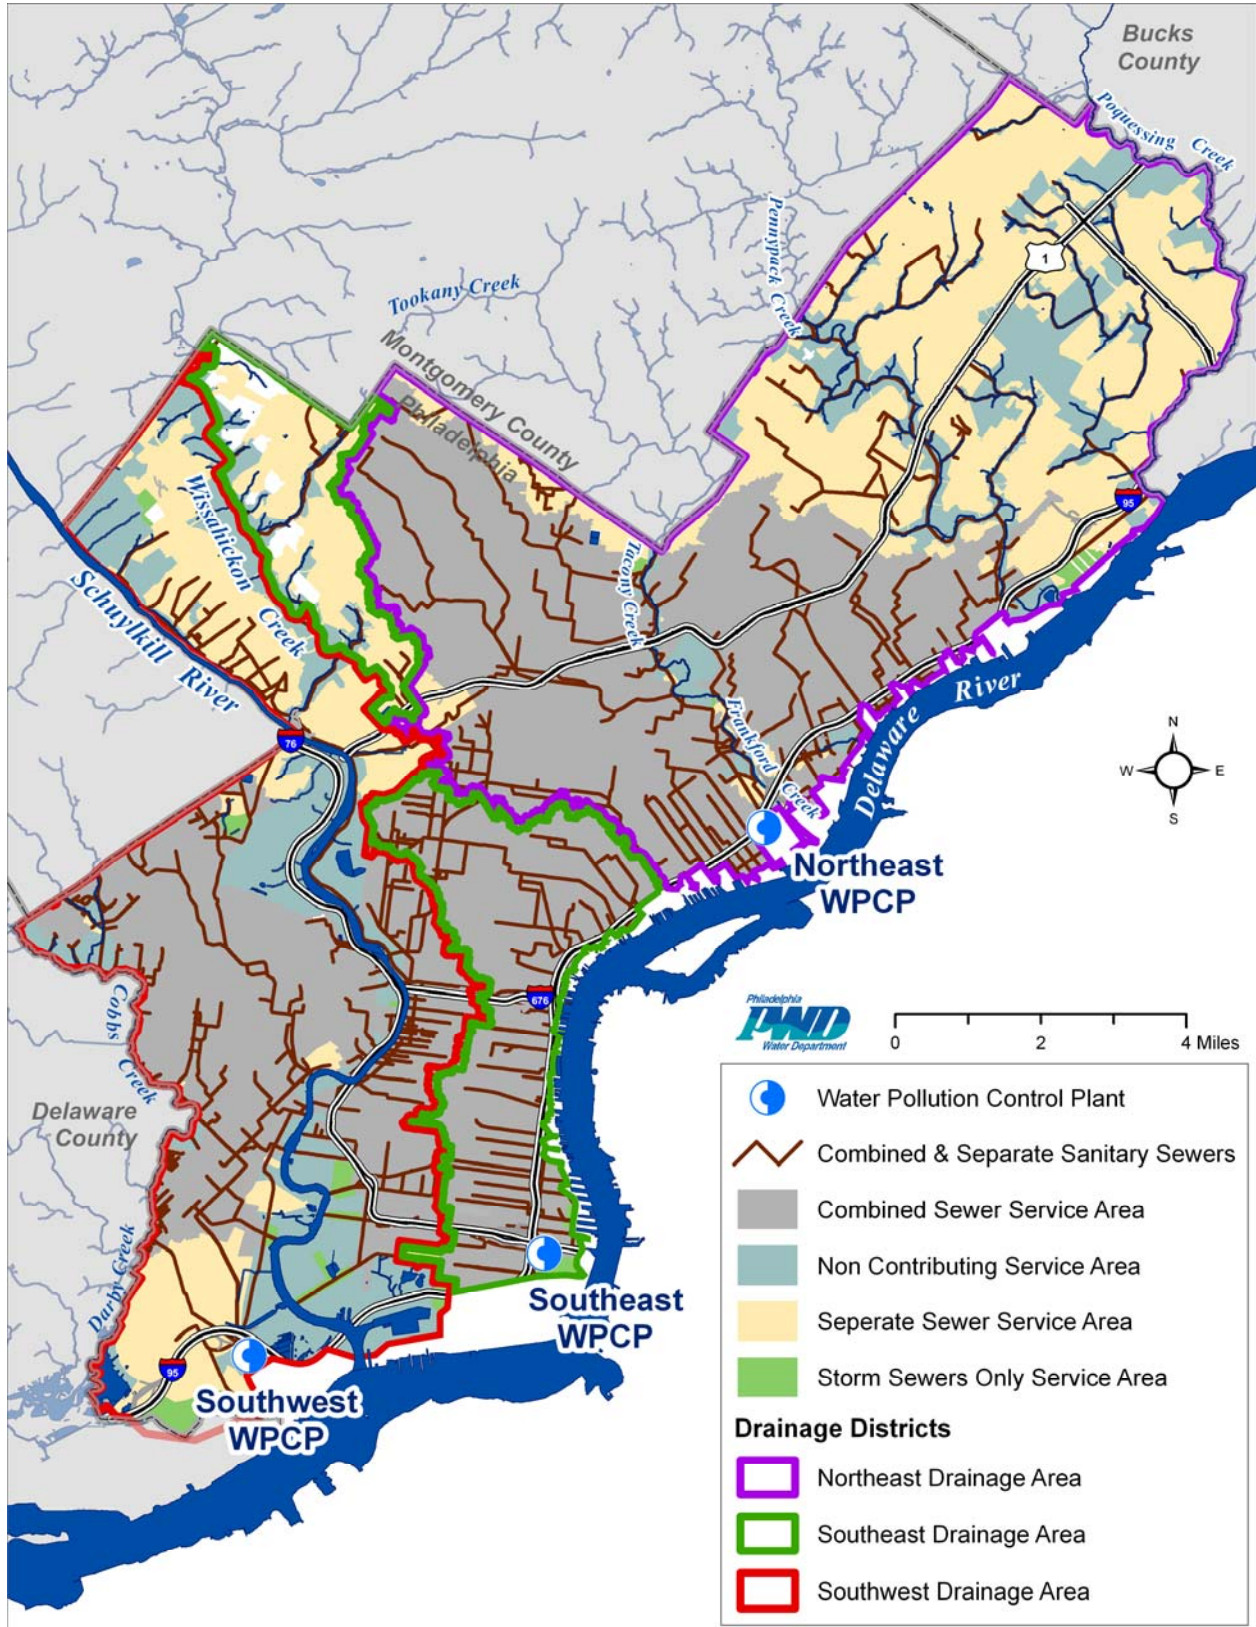 Bucks
County
Poquessing Creek
Pennypack Creek
1
Tookany Creek
Montgomery County
Philadelphia
Wissahickon Creek
95
Tacony Creek
Schuylkill River
Delaware River
Frankford Creek
76
N
W E
S
Northeast
WPCP
Cobbs Creek
676
Philadelphia
PWD
Water Department
0 2 4 Miles
Delaware
County
Darby Creek
Southeast
WPCP
95
Southwest
WPCP
Water Pollution Control Plant
Combined & Separate Sanitary Sewers
Combined Sewer Service Area
Non Contributing Service Area
Seperate Sewer Service Area
Storm Sewers Only Service Area
Drainage Districts
Northeast Drainage Area
Southeast Drainage Area
Southwest Drainage Area